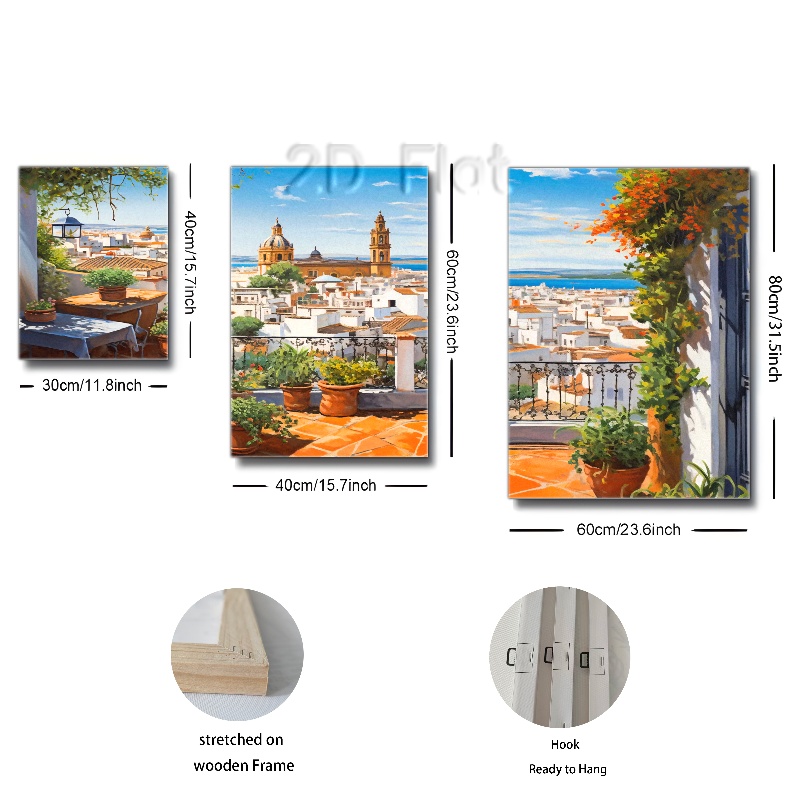 2D Flat
40cm/15.7inch
30cm/11.8inch
60cm/23.6inch
40cm/15.7inch
80cm/31.5inch
60cm/23.6inch
stretched on
wooden Frame
Hook
Ready to Hang